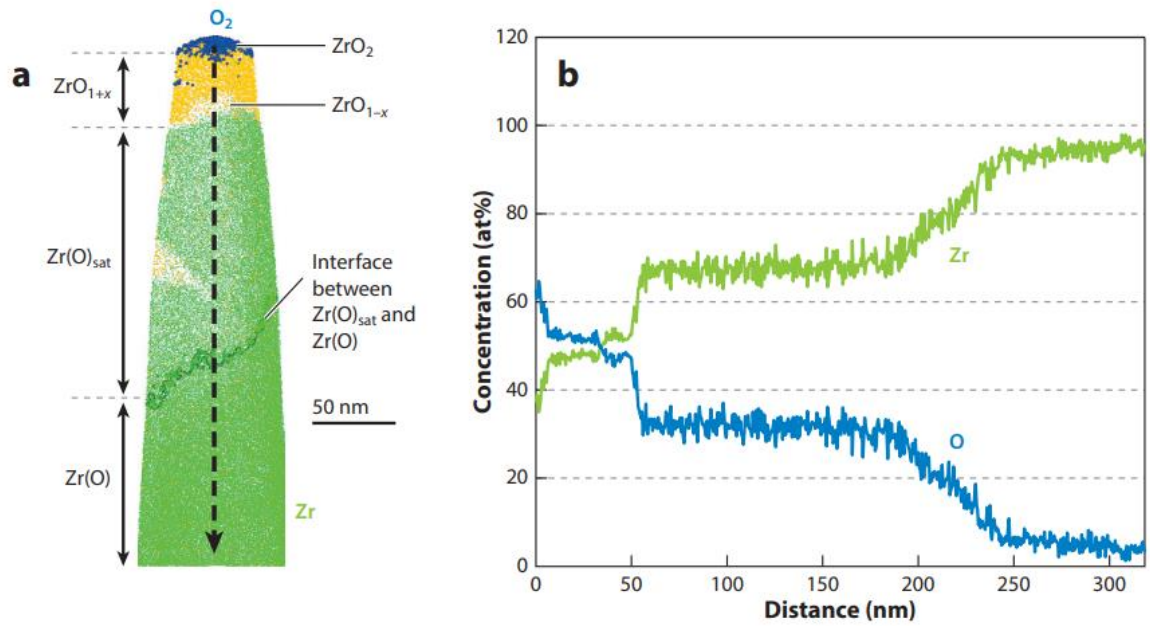 a
O₂
ZrO₂
ZrO₁₊ₓ
ZrO₁₋ₓ
Zr(O)sat
Interface
between
Zr(O)sat and
Zr(O)
50 nm
Zr(O)
Zr
b
120
100
80
60
40
20
0
Concentration (at%)
Zr
O
0
50
100
150
200
250
300
Distance (nm)